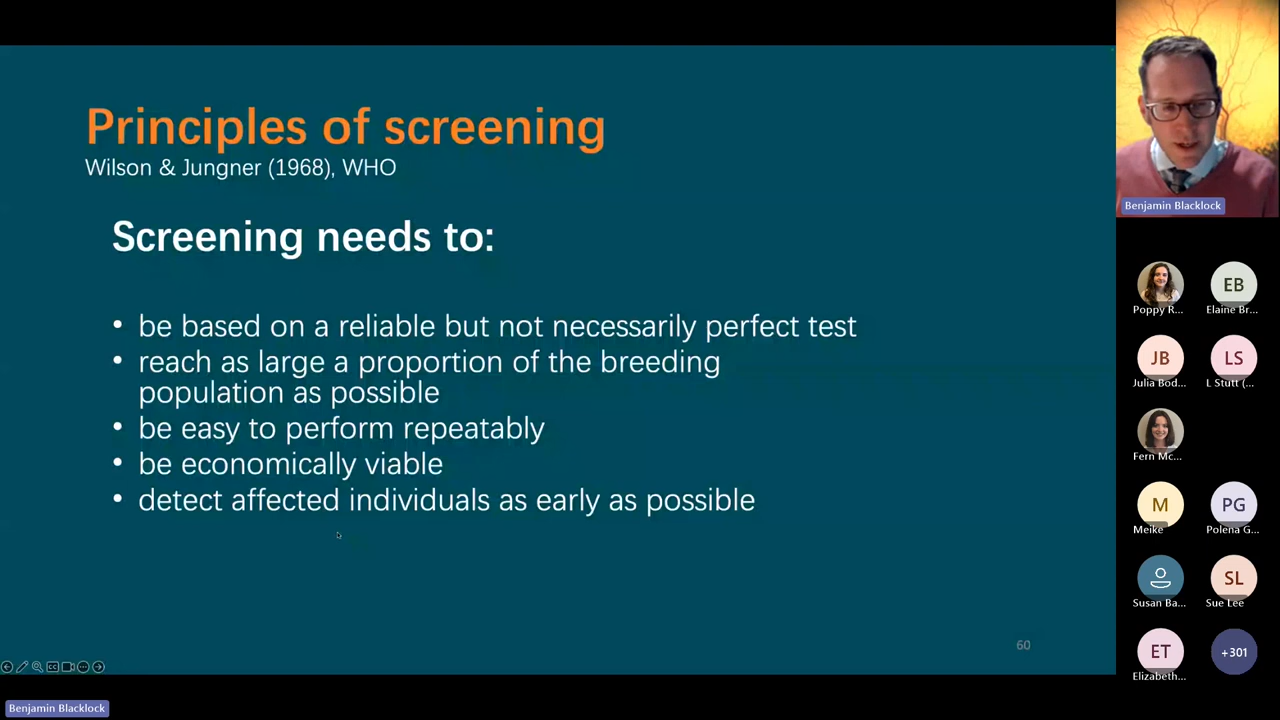 Principles of screening
Wilson & Jungner (1968), WHO
Screening needs to:
• be based on a reliable but not necessarily perfect test
• reach as large a proportion of the breeding
population as possible
• be easy to perform repeatably
• be economically viable
• detect affected individuals as early as possible
60
Benjamin Blacklock
Poppy R...
EB
Elaine Br...
JB
Julia Bod...
LS
L Stutt (...
Fern Mc...
M
Meike
PG
Polena G...
Susan Ba...
SL
Sue Lee
ET
Elizabeth...
+301
CC
Benjamin Blacklock